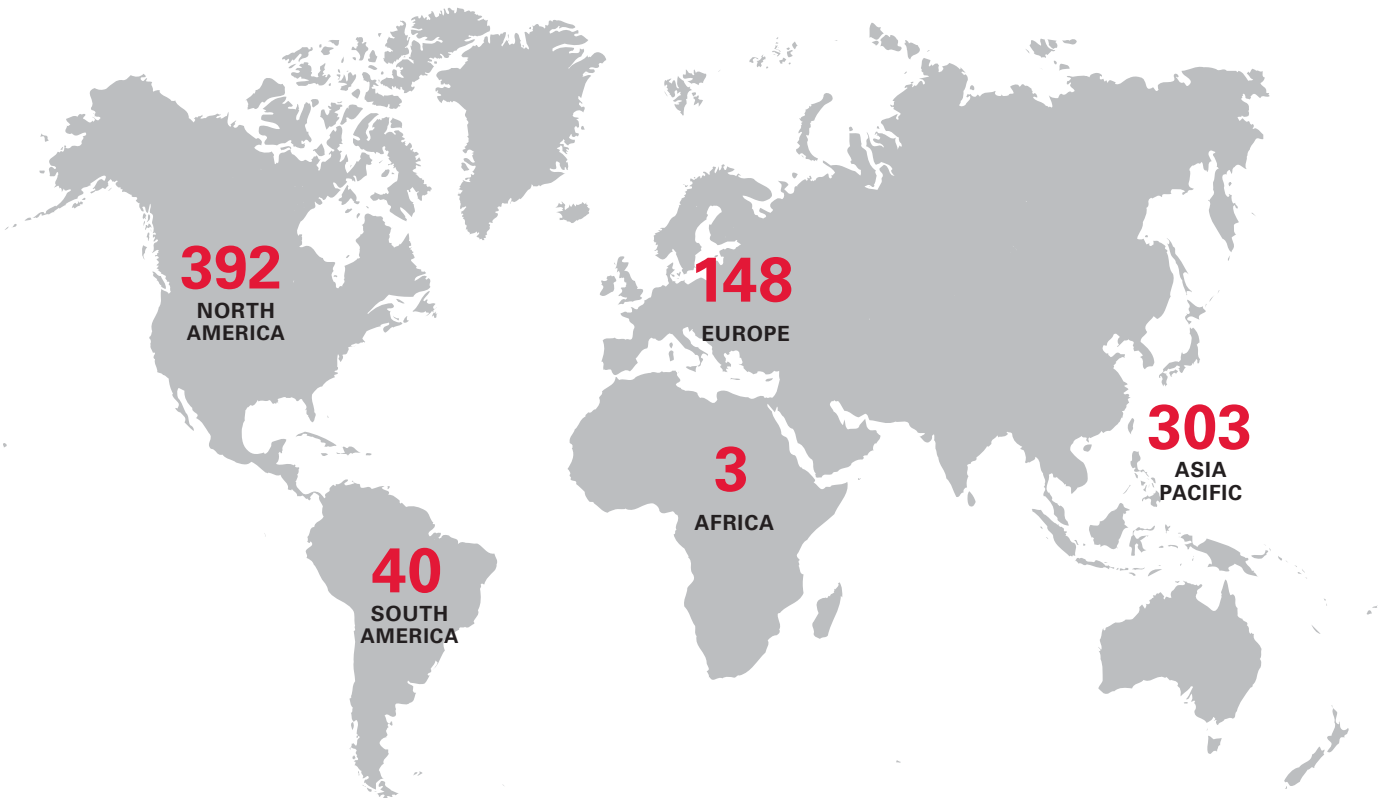 392
NORTH
AMERICA
148
EUROPE
303
ASIA
PACIFIC
3
AFRICA
40
SOUTH
AMERICA